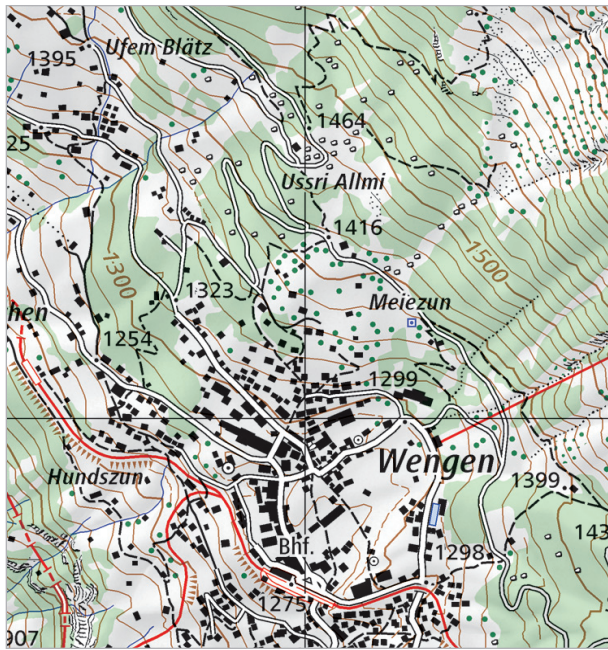 Ufem Blätz
1395
1464
25
Ussri Allmi
1416
1500
1300
1323
Meiezun
hen
1254
1299
Wengen
Hundszun
1399
143
Bhf.
1298
1275
907